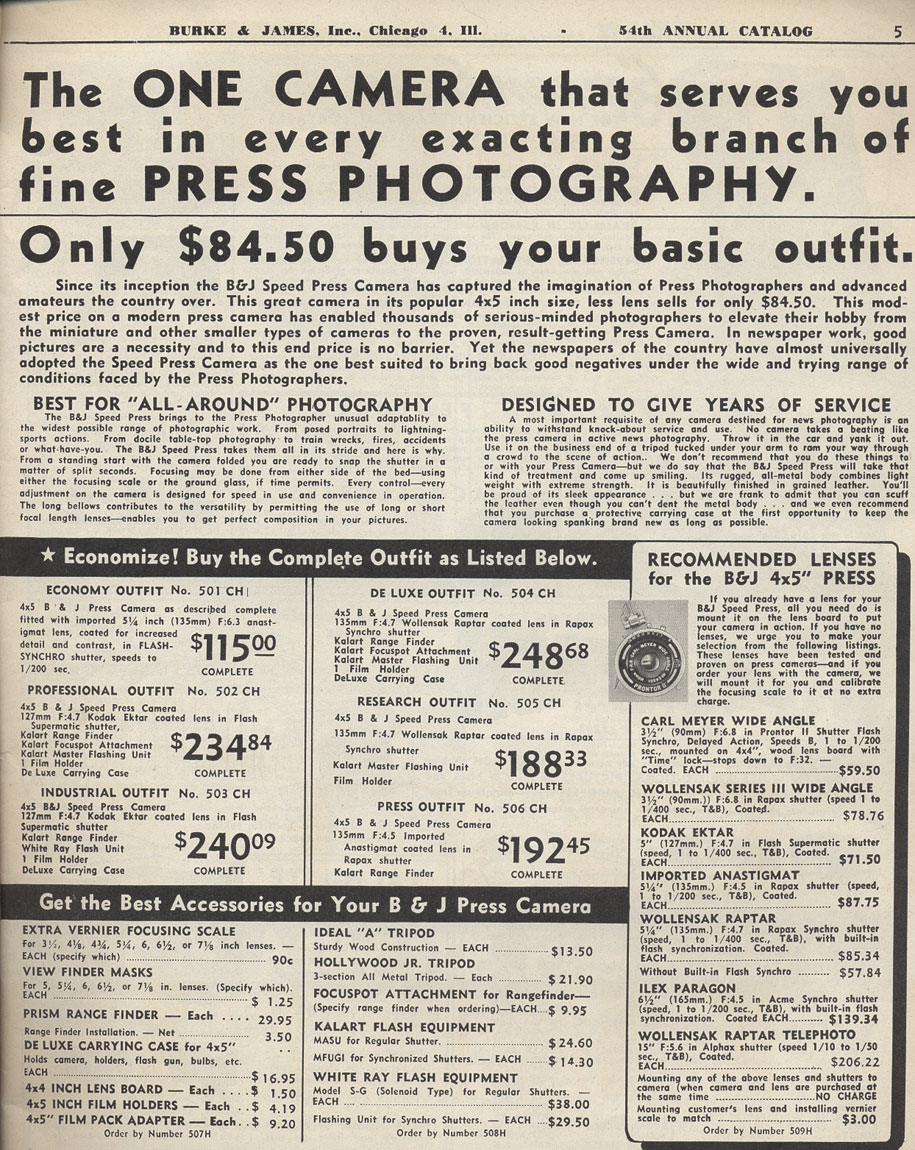 BURKE & JAMES, Inc., Chicago 4, Ill. - 54th ANNUAL CATALOG 5
The ONE CAMERA that serves you
best in every exacting branch of
fine PRESS PHOTOGRAPHY.
Only $84.50 buys your basic outfit.
Since its inception the B&J Speed Press Camera has captured the imagination of Press Photographers and advanced
amateurs the country over. This great camera in its popular 4x5 inch size, less lens sells for only $84.50. This mod-
est price on a modern press camera has enabled thousands of serious-minded photographers to elevate their hobby from
the miniature and other smaller types of cameras to the proven, result-getting Press Camera. In newspaper work, good
pictures are a necessity and to this end price is no barrier. Yet the newspapers of the country have almost universally
adopted the Speed Press Camera as the one best suited to bring back good negatives under the wide and trying range of
conditions faced by the Press Photographers.
BEST FOR "ALL-AROUND" PHOTOGRAPHY
The B&J Speed Press brings to the Press Photographer unusual adaptablity to
the widest possible range of photographic work. From posed portraits to lightning-
sports actions. From docile table-top photography to train wrecks, fires, accidents
or what-have-you. The B&J Speed Press takes them all in its stride and here is why.
From a standing start with the camera folded you are ready to snap the shutter in a
matter of split seconds. Focusing may be done from either side of the bed—using
either the focusing scale or the ground glass, if time permits. Every control—every
adjustment on the camera is designed for speed in use and convenience in operation.
The long bellows contributes to the versatility by permitting the use of long or short
focal length lenses—enables you to get perfect composition in your pictures.
DESIGNED TO GIVE YEARS OF SERVICE
A most important requisite of any camera destined for news photography is an
ability to withstand knock-about service and use. No camera takes a beating like
the press camera in active news photography. Throw it in the car and yank it out.
Use it on the business end of a tripod tucked under your arm to ram your way through
a crowd to the scene of action.. We don't recommend that you do these things to
or with your Press Camera—but we do say that the B&J Speed Press will take that
kind of treatment and come up smiling. Its rugged, all-metal body combines light
weight with extreme strength. It is beautifully finished in grained leather. You'll
be proud of its sleek appearance . . . but we are frank to admit that you can scuff
the leather even though you can't dent the metal body . . . and we even recommend
that you purchase a protective carrying case at the first opportunity to keep the
camera looking spanking brand new as long as possible.
★ Economize! Buy the Complete Outfit as Listed Below.
ECONOMY OUTFIT No. 501 CH
4x5 B & J Press Camera as described complete
fitted with imported 5¼ inch (135mm) F:6.3 anast-
igmat lens, coated for increased
detail and contrast, in FLASH-
SYNCHRO shutter, speeds to
1/200 sec.
$115.00
COMPLETE
PROFESSIONAL OUTFIT No. 502 CH
4x5 B & J Speed Press Camera
127mm F:4.7 Kodak Ektar coated lens in Flash
Supermatic shutter,
Kalart Range Finder
Kalart Focuspot Attachment
Kalart Master Flashing Unit
1 Film Holder
De Luxe Carrying Case
$234.84
COMPLETE
INDUSTRIAL OUTFIT No. 503 CH
4x5 B&J Speed Press Camera
127mm F:4.7 Kodak Ektar coated lens in Flash
Supermatic shutter
Kalart Range Finder
White Ray Flash Unit
1 Film Holder
DeLuxe Carrying Case
$240.09
COMPLETE
DE LUXE OUTFIT No. 504 CH
4x5 B & J Speed Press Camera
135mm F:4.7 Wollensak Raptar coated lens in Rapax
Synchro shutter
Kalart Range Finder
Kalart Focuspot Attachment
Kalart Master Flashing Unit
1 Film Holder
DeLuxe Carrying Case
$248.68
COMPLETE
RESEARCH OUTFIT No. 505 CH
4x5 B & J Speed Press Camera
135mm F:4.7 Wollensak Raptar coated lens in Rapax
Synchro shutter
Kalart Master Flashing Unit
Film Holder
$188.33
COMPLETE
PRESS OUTFIT No. 506 CH
4x5 B & J Speed Press Camera
135mm F:4.5 Imported
Anastigmat coated lens in
Rapax shutter
Kalart Range Finder
$192.45
COMPLETE
RECOMMENDED LENSES
for the B&J 4x5" PRESS
If you already have a lens for your
B&J Speed Press, all you need do is
mount it on the lens board to put
your camera in action. If you have no
lenses, we urge you to make your
selection from the following listings.
These lenses have been tested and
proven on press cameras—and if you
order your lens with the camera, we
will mount it for you and calibrate
the focusing scale to it at no extra
charge.
PRONTOR II
CARL MEYER WIDE ANGLE
3½" (90mm) F:6.8 in Prontor II Shutter Flash
Synchro, Delayed Action, Speeds B, 1 to 1/200
sec., mounted on 4x4", wood lens board with
"Time" lock—stops down to F:32. —
Coated. EACH ........ $59.50
WOLLENSAK SERIES III WIDE ANGLE
3½" (90mm.)) F:6.8 in Rapax shutter (speed 1 to
1/400 sec., T&B), Coated.
EACH........ $78.76
KODAK EKTAR
5" (127mm.) F:4.7 in Flash Supermatic shutter
(speed, 1 to 1/400 sec., T&B), Coated.
EACH........ $71.50
IMPORTED ANASTIGMAT
5¼" (135mm.) F:4.5 in Rapax shutter (speed,
1 to 1/200 sec., T&B), Coated.
EACH........ $87.75
WOLLENSAK RAPTAR
5¼" (135mm.) F:4.7 in Rapax Synchro shutter
(speed, 1 to 1/400 sec., T&B), with built-in
flash synchronization. Coated.
EACH........ $85.34
Without Built-in Flash Synchro ........ $57.84
ILEX PARAGON
6½" (165mm.) F:4.5 in Acme Synchro shutter
(speed, 1 to 1/200 sec., T&B), with built-in flash
synchronization. Coated EACH........ $139.34
WOLLENSAK RAPTAR TELEPHOTO
15" F:5.6 in Alphax shutter (speed 1/10 to 1/50
sec., T&B), Coated.
EACH........ $206.22
Mounting any of the above lenses and shutters to
camera (when camera and lens are purchased at
the same time ........NO CHARGE
Mounting customer's lens and installing vernier
scale to match ........ $3.00
Order by Number 509H
Get the Best Accessories for Your B & J Press Camera
EXTRA VERNIER FOCUSING SCALE
For 3½, 4⅛, 4¾, 5¼, 6, 6½, or 7⅛ inch lenses. —
EACH (specify which) ........ 90c
VIEW FINDER MASKS
For 5, 5¼, 6, 6½, or 7⅛ in. lenses. (Specify which).
EACH ........ $ 1.25
PRISM RANGE FINDER — Each .... 29.95
Range Finder Installation. — Net ........ 3.50
DE LUXE CARRYING CASE for 4x5" ..
Holds camera, holders, flash gun, bulbs, etc.
EACH ........ $16.95
4x4 INCH LENS BOARD — Each ....$ 1.50
4x5 INCH FILM HOLDERS — Each ..$ 4.19
4x5" FILM PACK ADAPTER — Each..$ 9.20
Order by Number 507H
IDEAL "A" TRIPOD
Sturdy Wood Construction — EACH ........ $13.50
HOLLYWOOD JR. TRIPOD
3-section All Metal Tripod. — Each ........ $ 21.90
FOCUSPOT ATTACHMENT for Rangefinder—
(Specify range finder when ordering)—EACH...$ 9.95
KALART FLASH EQUIPMENT
MASU for Regular Shutter. ........ $ 24.60
MFUGI for Synchronized Shutters. — EACH ........ $ 14.30
WHITE RAY FLASH EQUIPMENT
Model S-G (Solenoid Type) for Regular Shutters. —
EACH ........ $38.00
Flashing Unit for Synchro Shutters. — EACH ...$29.50
Order by Number 508H